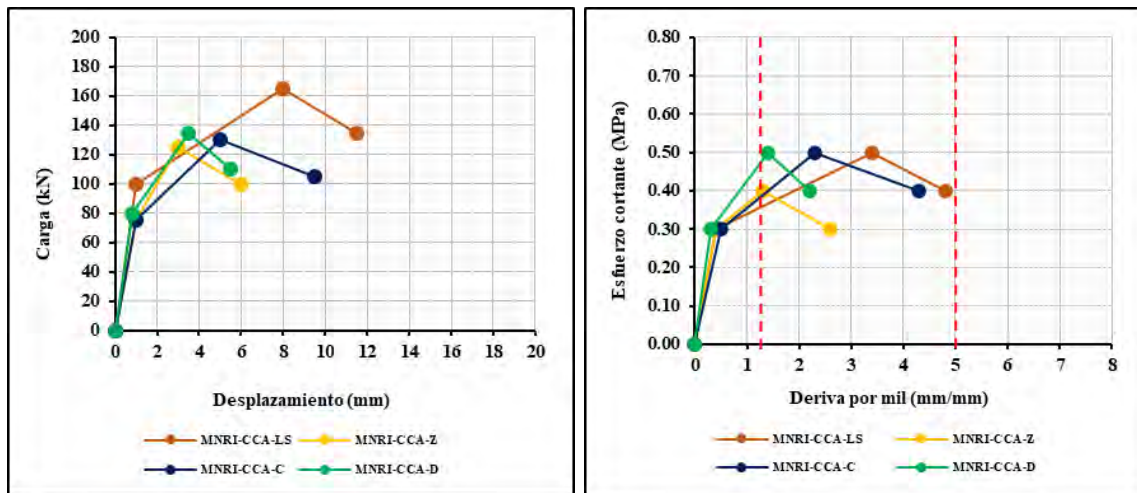 200
180
160
140
120
100
80
60
40
20
0
Carga (kN)
0 2 4 6 8 10 12 14 16 18 20
Desplazamiento (mm)
MNRI-CCA-LS MNRI-CCA-Z
MNRI-CCA-C MNRI-CCA-D
0.80
0.70
0.60
0.50
0.40
0.30
0.20
0.10
0.00
Esfuerzo cortante (MPa)
0 1 2 3 4 5 6 7 8
Deriva por mil (mm/mm)
MNRI-CCA-LS MNRI-CCA-Z
MNRI-CCA-C MNRI-CCA-D